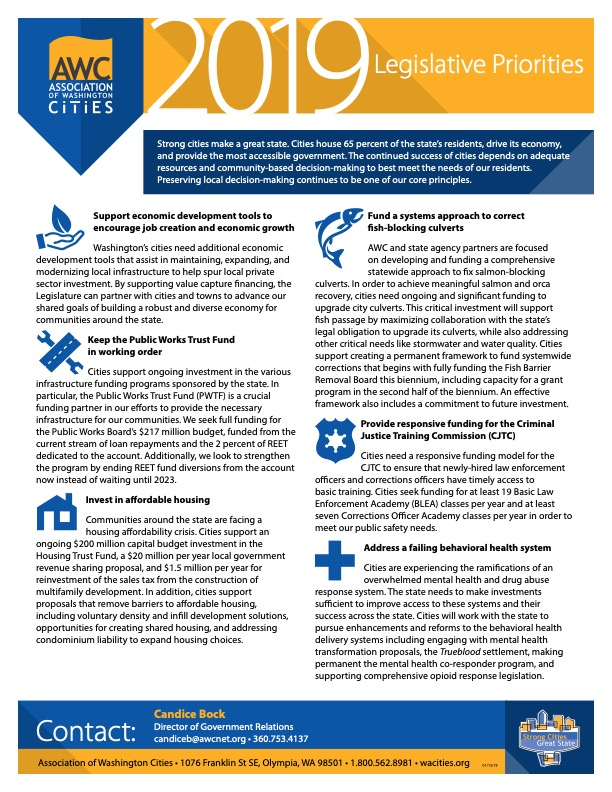 AWC
ASSOCIATION
OF WASHINGTON
CiTiES
2019 Legislative Priorities
Strong cities make a great state. Cities house 65 percent of the state's residents, drive its economy,
and provide the most accessible government. The continued success of cities depends on adequate
resources and community-based decision-making to best meet the needs of our residents.
Preserving local decision-making continues to be one of our core principles.
Support economic development tools to
encourage job creation and economic growth
Washington's cities need additional economic
development tools that assist in maintaining, expanding, and
modernizing local infrastructure to help spur local private
sector investment. By supporting value capture financing, the
Legislature can partner with cities and towns to advance our
shared goals of building a robust and diverse economy for
communities around the state.
Keep the Public Works Trust Fund
in working order
Cities support ongoing investment in the various
infrastructure funding programs sponsored by the state. In
particular, the Public Works Trust Fund (PWTF) is a crucial
funding partner in our efforts to provide the necessary
infrastructure for our communities. We seek full funding for
the Public Works Board's $217 million budget, funded from the
current stream of loan repayments and the 2 percent of REET
dedicated to the account. Additionally, we look to strengthen
the program by ending REET fund diversions from the account
now instead of waiting until 2023.
Invest in affordable housing
Communities around the state are facing a
housing affordability crisis. Cities support an
ongoing $200 million capital budget investment in the
Housing Trust Fund, a $20 million per year local government
revenue sharing proposal, and $1.5 million per year for
reinvestment of the sales tax from the construction of
multifamily development. In addition, cities support
proposals that remove barriers to affordable housing,
including voluntary density and infill development solutions,
opportunities for creating shared housing, and addressing
condominium liability to expand housing choices.
Fund a systems approach to correct
fish-blocking culverts
AWC and state agency partners are focused
on developing and funding a comprehensive
statewide approach to fix salmon-blocking
culverts. In order to achieve meaningful salmon and orca
recovery, cities need ongoing and significant funding to
upgrade city culverts. This critical investment will support
fish passage by maximizing collaboration with the state's
legal obligation to upgrade its culverts, while also addressing
other critical needs like stormwater and water quality. Cities
support creating a permanent framework to fund systemwide
corrections that begins with fully funding the Fish Barrier
Removal Board this biennium, including capacity for a grant
program in the second half of the biennium. An effective
framework also includes a commitment to future investment.
Provide responsive funding for the Criminal
Justice Training Commission (CJTC)
Cities need a responsive funding model for the
CJTC to ensure that newly-hired law enforcement
officers and corrections officers have timely access to
basic training. Cities seek funding for at least 19 Basic Law
Enforcement Academy (BLEA) classes per year and at least
seven Corrections Officer Academy classes per year in order to
meet our public safety needs.
Address a failing behavioral health system
Cities are experiencing the ramifications of an
overwhelmed mental health and drug abuse
response system. The state needs to make investments
sufficient to improve access to these systems and their
success across the state. Cities will work with the state to
pursue enhancements and reforms to the behavioral health
delivery systems including engaging with mental health
transformation proposals, the Trueblood settlement, making
permanent the mental health co-responder program, and
supporting comprehensive opioid response legislation.
Contact:
Candice Bock
Director of Government Relations
candiceb@awcnet.org • 360.753.4137
Strong Cities
Great State
Association of Washington Cities • 1076 Franklin St SE, Olympia, WA 98501 • 1.800.562.8981 • wacities.org